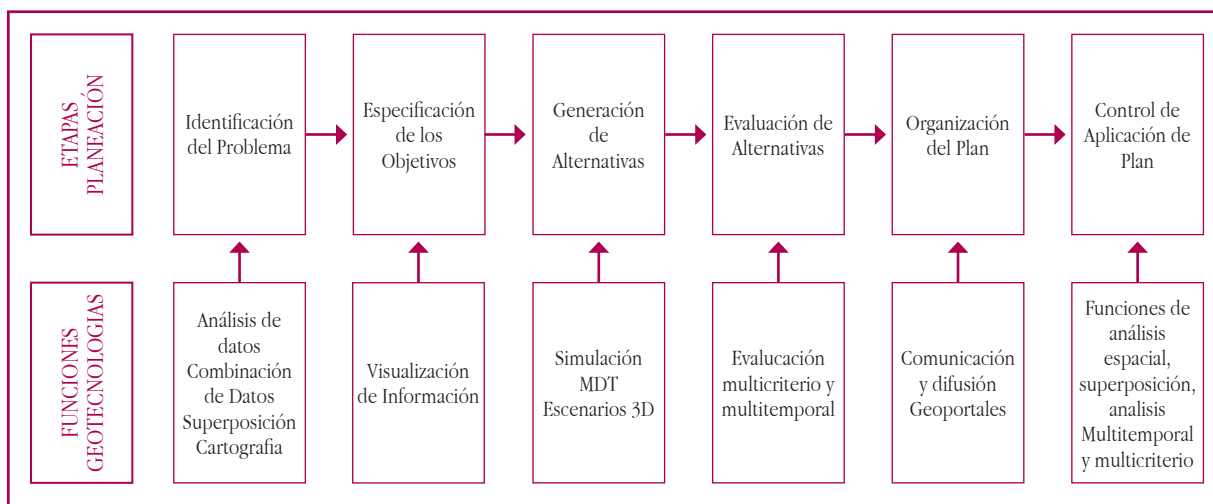 ETAPAS
PLANEACIÓN
Identificación
del Problema
Especificación
de los
Objetivos
Generación
de
Alternativas
Evaluación de
Alternativas
Organización
del Plan
Control de
Aplicación de
Plan
FUNCIONES
GEOTECNOLOGIAS
Análisis de
datos
Combinación
de Datos
Superposición
Cartografia
Visualización
de Información
Simulación
MDT
Escenarios 3D
Evalucación
multicriterio y
multitemporal
Comunicación
y difusión
Geoportales
Funciones de
análisis
espacial,
superposición,
analisis
Multitemporal
y multicriterio